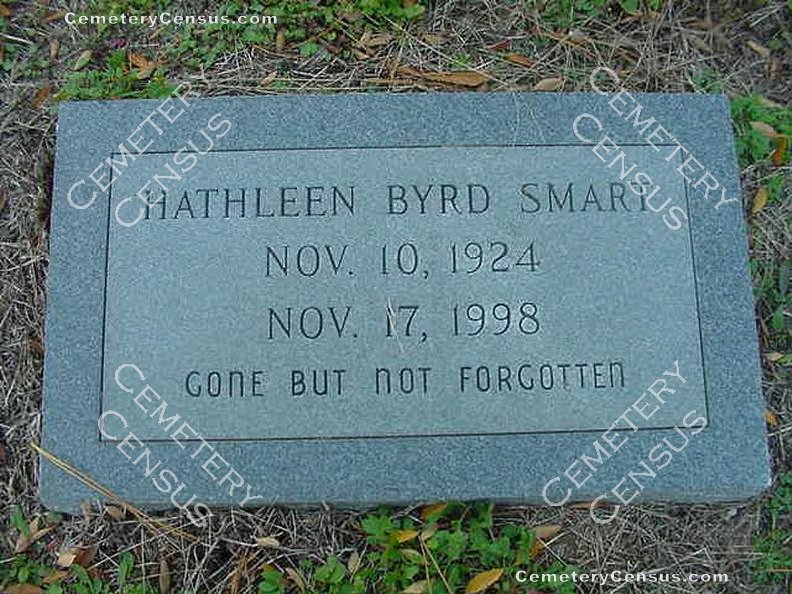 CemeteryCensus.com
Cemetery Census
Cemetery Census
HATHLEEN BYRD SMART
NOV. 10, 1924
NOV. 17, 1998
GONE BUT NOT FORGOTTEN
Cemetery Census
Cemetery Census
CemeteryCensus.com